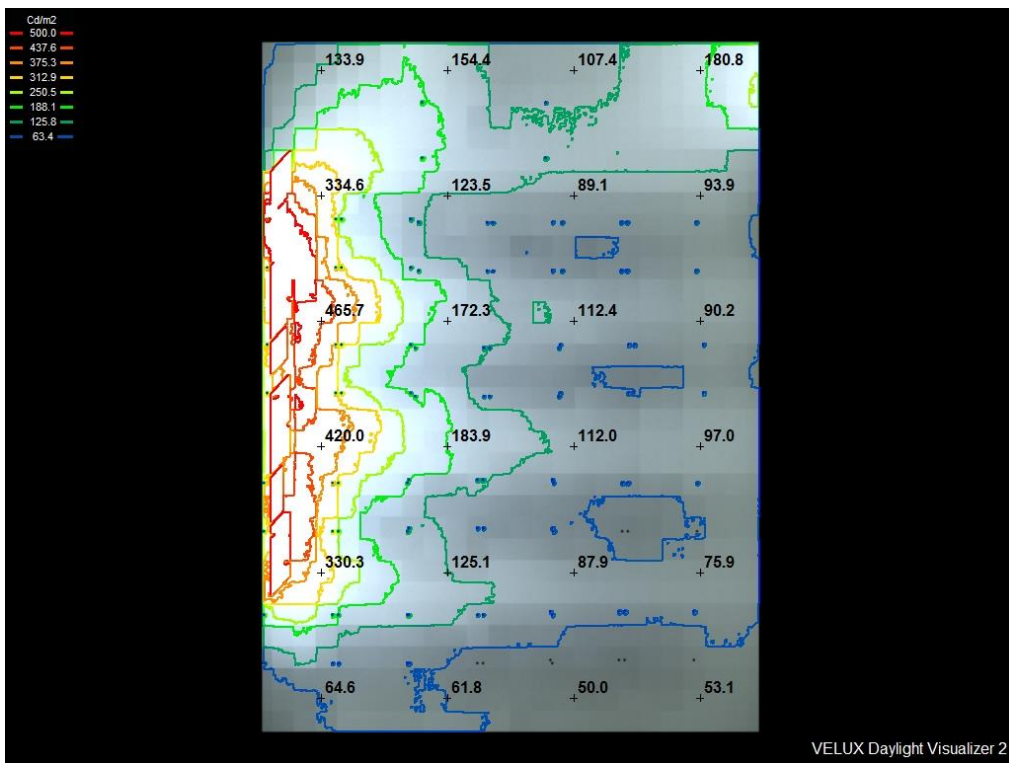 Cd/m2
500.0
437.6
375.3
312.9
250.5
188.1
125.8
63.4
133.9 154.4 107.4 180.8
334.6 123.5 89.1 93.9
465.7 172.3 112.4 90.2
420.0 183.9 112.0 97.0
330.3 125.1 87.9 75.9
64.6 61.8 50.0 53.1
VELUX Daylight Visualizer 2